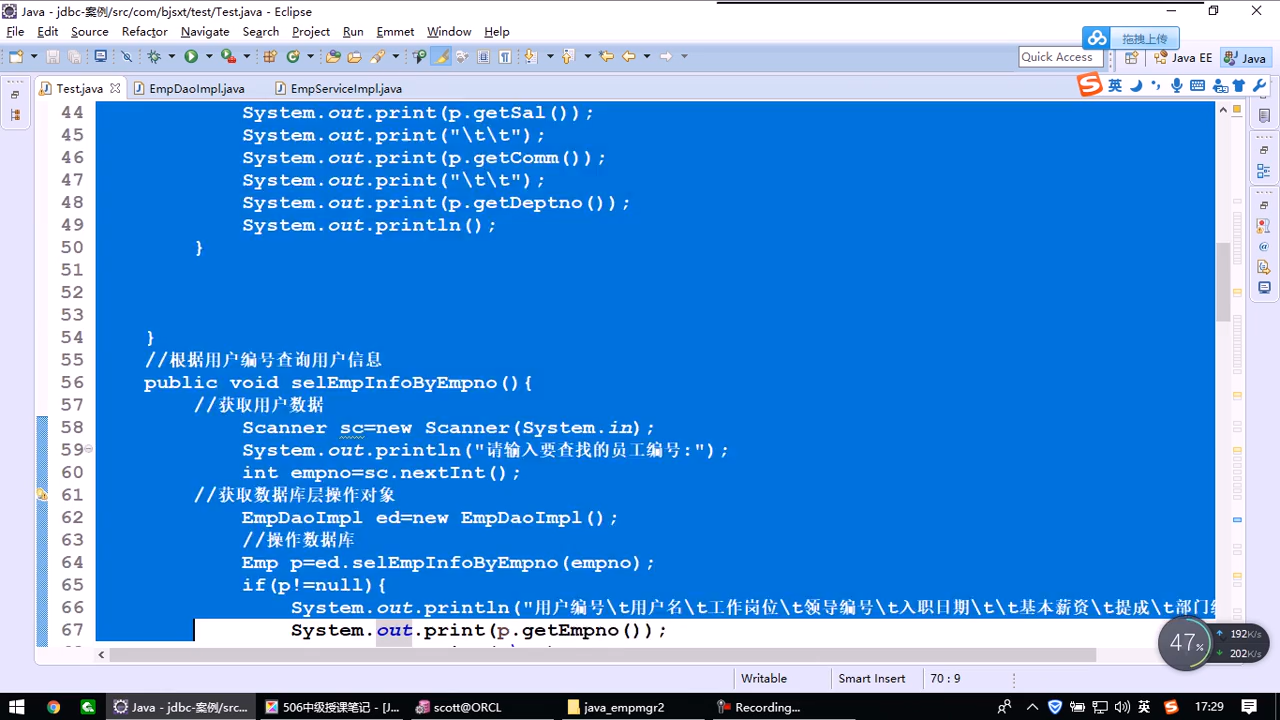 Java - jdbc-案例/src/com/bjsxt/test/Test.java - Eclipse
File Edit Source Refactor Navigate Search Project Run Emmet Window Help
拖拽上传
Quick Access Java EE Java
Test.java EmpDaoImpl.java EmpServiceImpl.java
英
44 System.out.print(p.getSal());
45 System.out.print("\t\t");
46 System.out.print(p.getComm());
47 System.out.print("\t\t");
48 System.out.print(p.getDeptno());
49 System.out.println();
50 }
51
52
53
54 }
55 //根据用户编号查询用户信息
56 public void selEmpInfoByEmpno(){
57 //获取用户数据
58 Scanner sc=new Scanner(System.in);
59 System.out.println("请输入要查找的员工编号:");
60 int empno=sc.nextInt();
61 //获取数据库层操作对象
62 EmpDaoImpl ed=new EmpDaoImpl();
63 //操作数据库
64 Emp p=ed.selEmpInfoByEmpno(empno);
65 if(p!=null){
66 System.out.println("用户编号\t用户名\t工作岗位\t领导编号\t入职日期\t\t基本薪资\t提成\t部门
67 System.out.print(p.getEmpno());
47% 192K/s
202K/s
Writable Smart Insert 70 : 9
Java - jdbc-案例/src... 506中级授课笔记 - [J... scott@ORCL java_empmgr2 Recording... 英 17:29